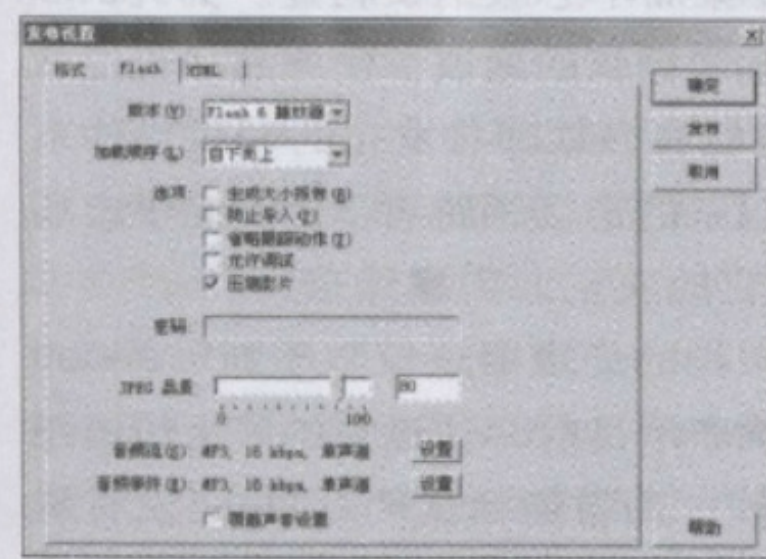 发布设置
格式 Flash HTML
版本(V): Flash 6 播放器
加载顺序(L): 自下而上
选项: 生成大小报告(R)
防止导入(P)
省略跟踪动作(T)
允许调试
压缩影片
密码:
JPEG 品质: 80
0 100
音频流(S): MP3, 16 kbps, 单声道 设置
音频事件(E): MP3, 16 kbps, 单声道 设置
覆盖声音设置
确定
发布
取消
帮助